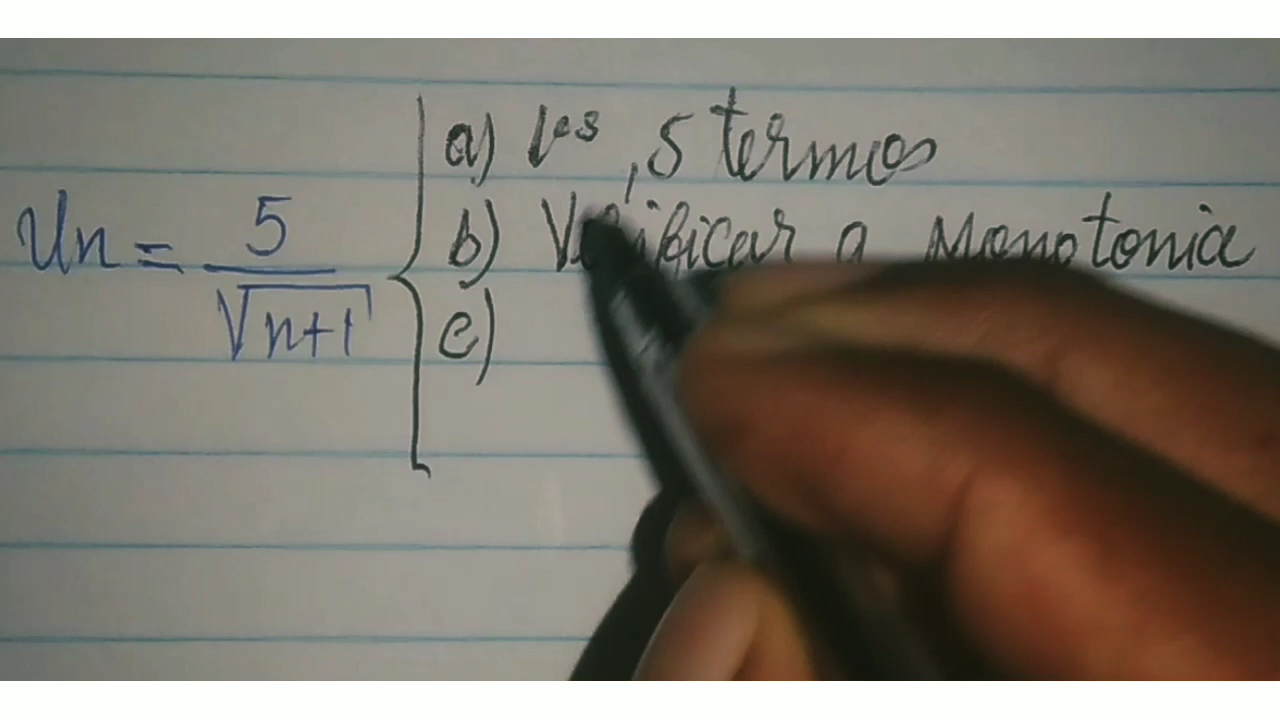 Un = 5/√(n+1)
a) 1os, 5 termos
b) Verificar a Monotonia
c)